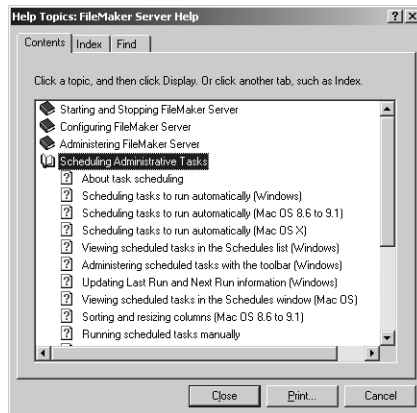 Help Topics: FileMaker Server Help
Contents Index Find
Click a topic, and then click Display. Or click another tab, such as Index.
Starting and Stopping FileMaker Server
Configuring FileMaker Server
Administering FileMaker Server
Scheduling Administrative Tasks
About task scheduling
Scheduling tasks to run automatically (Windows)
Scheduling tasks to run automatically (Mac OS 8.6 to 9.1)
Scheduling tasks to run automatically (Mac OS X)
Viewing scheduled tasks in the Schedules list (Windows)
Administering scheduled tasks with the toolbar (Windows)
Updating Last Run and Next Run information (Windows)
Viewing scheduled tasks in the Schedules window (Mac OS)
Sorting and resizing columns (Mac OS 8.6 to 9.1)
Running scheduled tasks manually
Close Print... Cancel